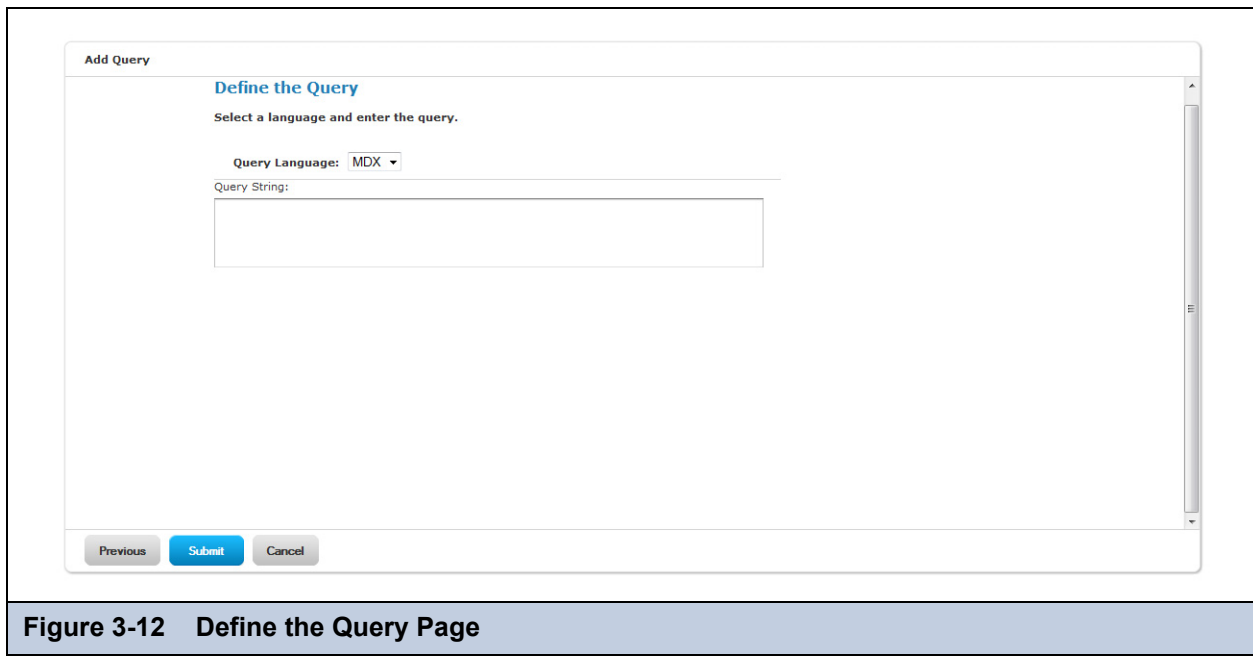 Add Query
Define the Query
Select a language and enter the query.
Query Language: MDX
Query String:
Previous Submit Cancel
Figure 3-12 Define the Query Page